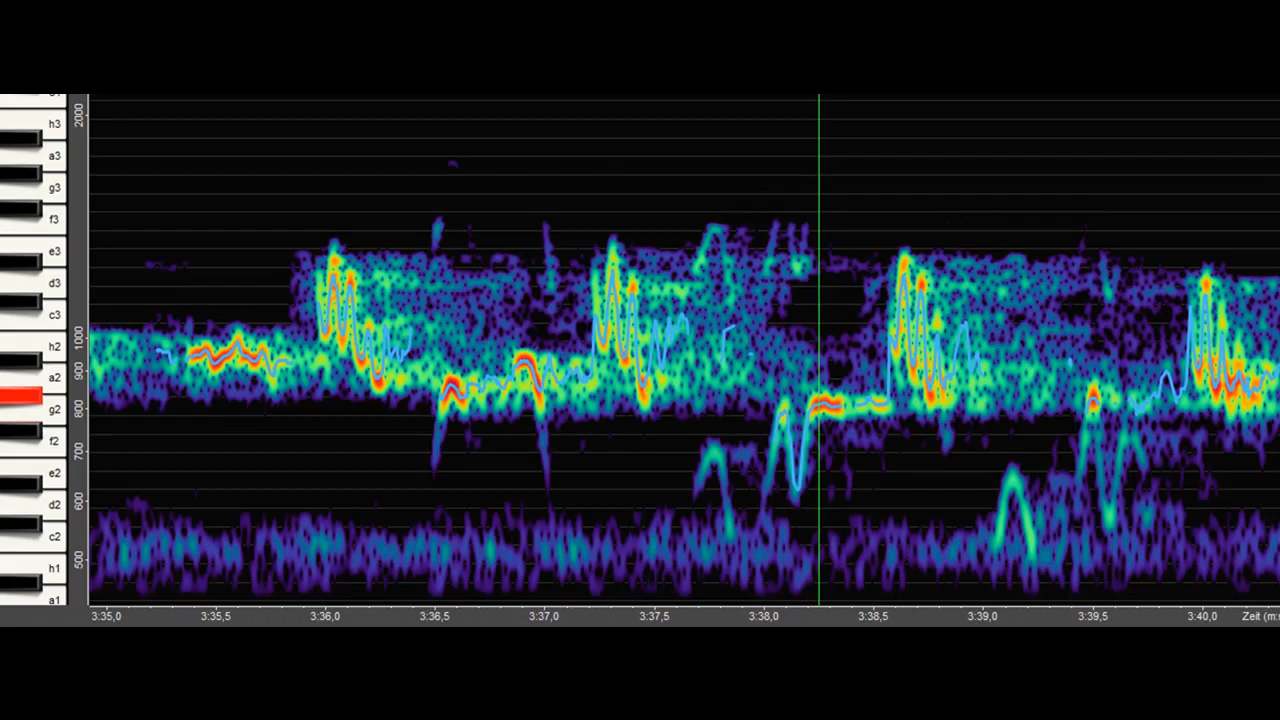 h3
a3
g3
f3
e3
d3
c3
h2
a2
g2
f2
e2
d2
c2
h1
a1
2000
1000
900
800
700
600
500
3:35,0 3:35,5 3:36,0 3:36,5 3:37,0 3:37,5 3:38,0 3:38,5 3:39,0 3:39,5 3:40,0 Zeit (m:s